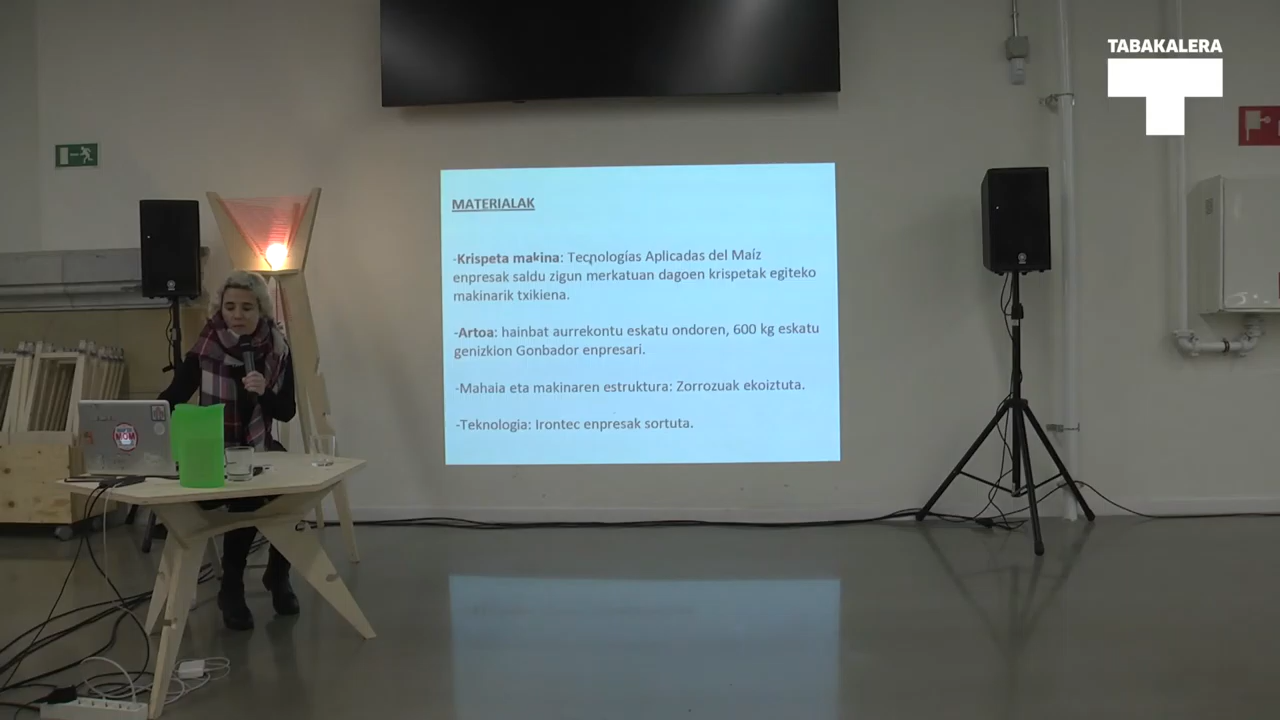 TABAKALERA
MATERIALAK
-Krispeta makina: Tecnologías Aplicadas del Maíz
enpresak saldu zigun merkatuan dagoen krispetak egiteko
makinarik txikiena.
-Artoa: hainbat aurrekontu eskatu ondoren, 600 kg eskatu
genizkion Gonbador enpresari.
-Mahaia eta makinaren estruktura: Zorrozuak ekoiztuta.
-Teknologia: Irontec enpresak sortuta.
MOM